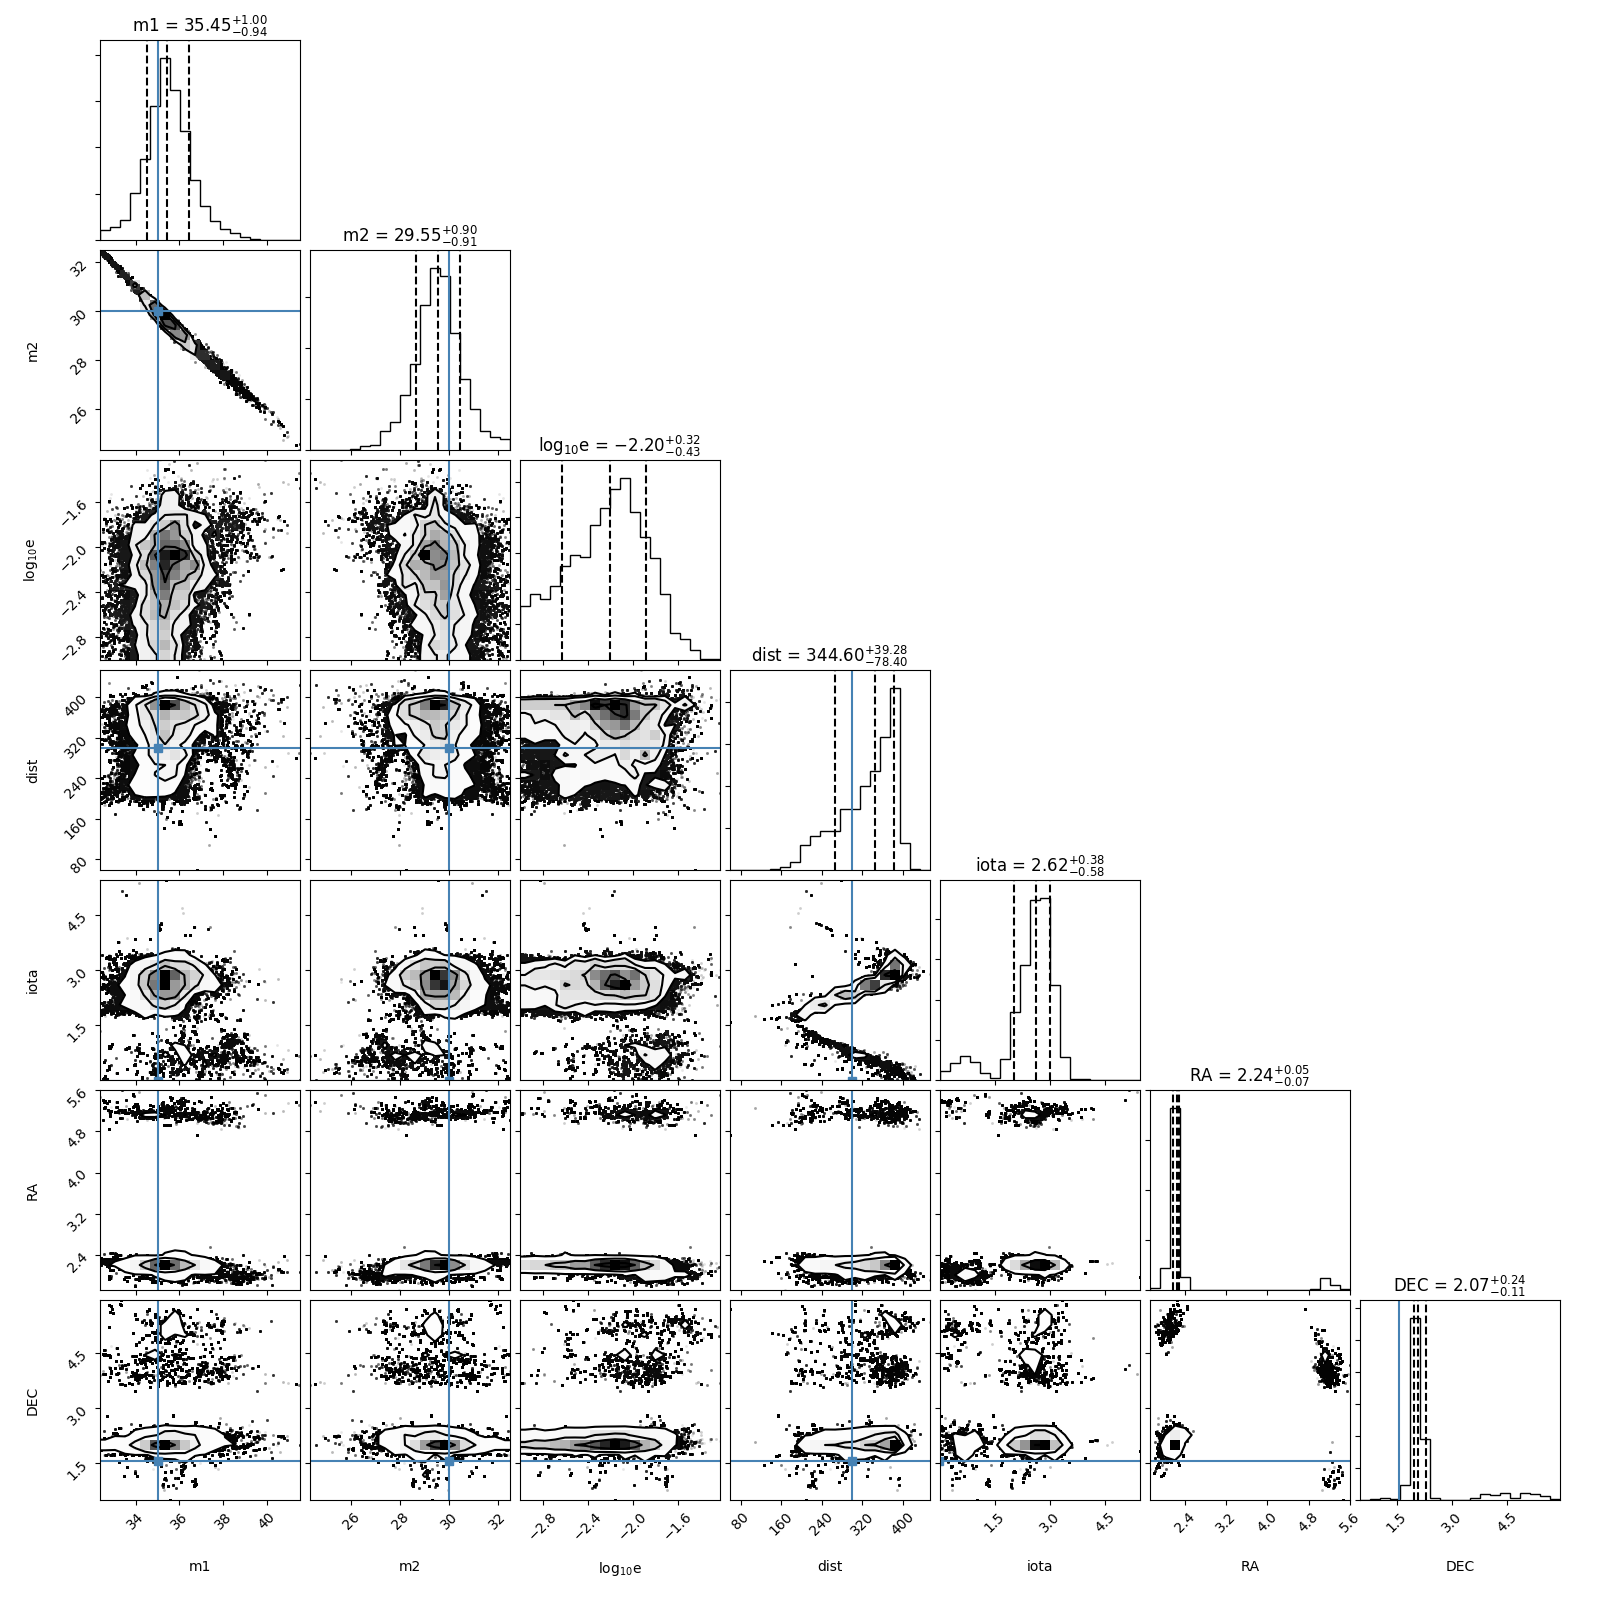 m1 = 35.45+1.00 −0.94
m2 = 29.55+0.90 −0.91
log10e = −2.20+0.32 −0.43
dist = 344.60+39.28 −78.40
iota = 2.62+0.38 −0.58
RA = 2.24+0.05 −0.07
DEC = 2.07+0.24 −0.11
m2
32
30
28
26
log10e
−1.6
−2.0
−2.4
−2.8
dist
400
320
240
160
80
iota
4.5
3.0
1.5
RA
5.6
4.8
4.0
3.2
2.4
DEC
4.5
3.0
1.5
34 36 38 40
26 28 30 32
−2.8 −2.4 −2.0 −1.6
80 160 240 320 400
1.5 3.0 4.5
2.4 3.2 4.0 4.8 5.6
1.5 3.0 4.5
m1 m2 log10e dist iota RA DEC